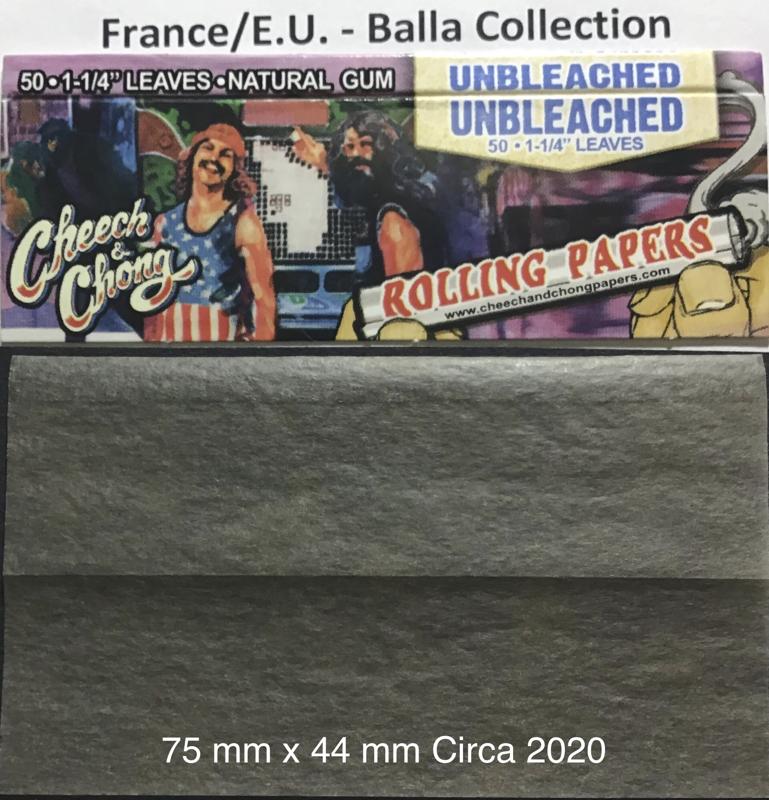 France/E.U. - Balla Collection
50•1-1/4” LEAVES•NATURAL GUM
UNBLEACHED
UNBLEACHED
50 • 1-1/4” LEAVES
Cheech
&
Chong
ROLLING PAPERS
www.cheechandchongpapers.com
75 mm x 44 mm Circa 2020